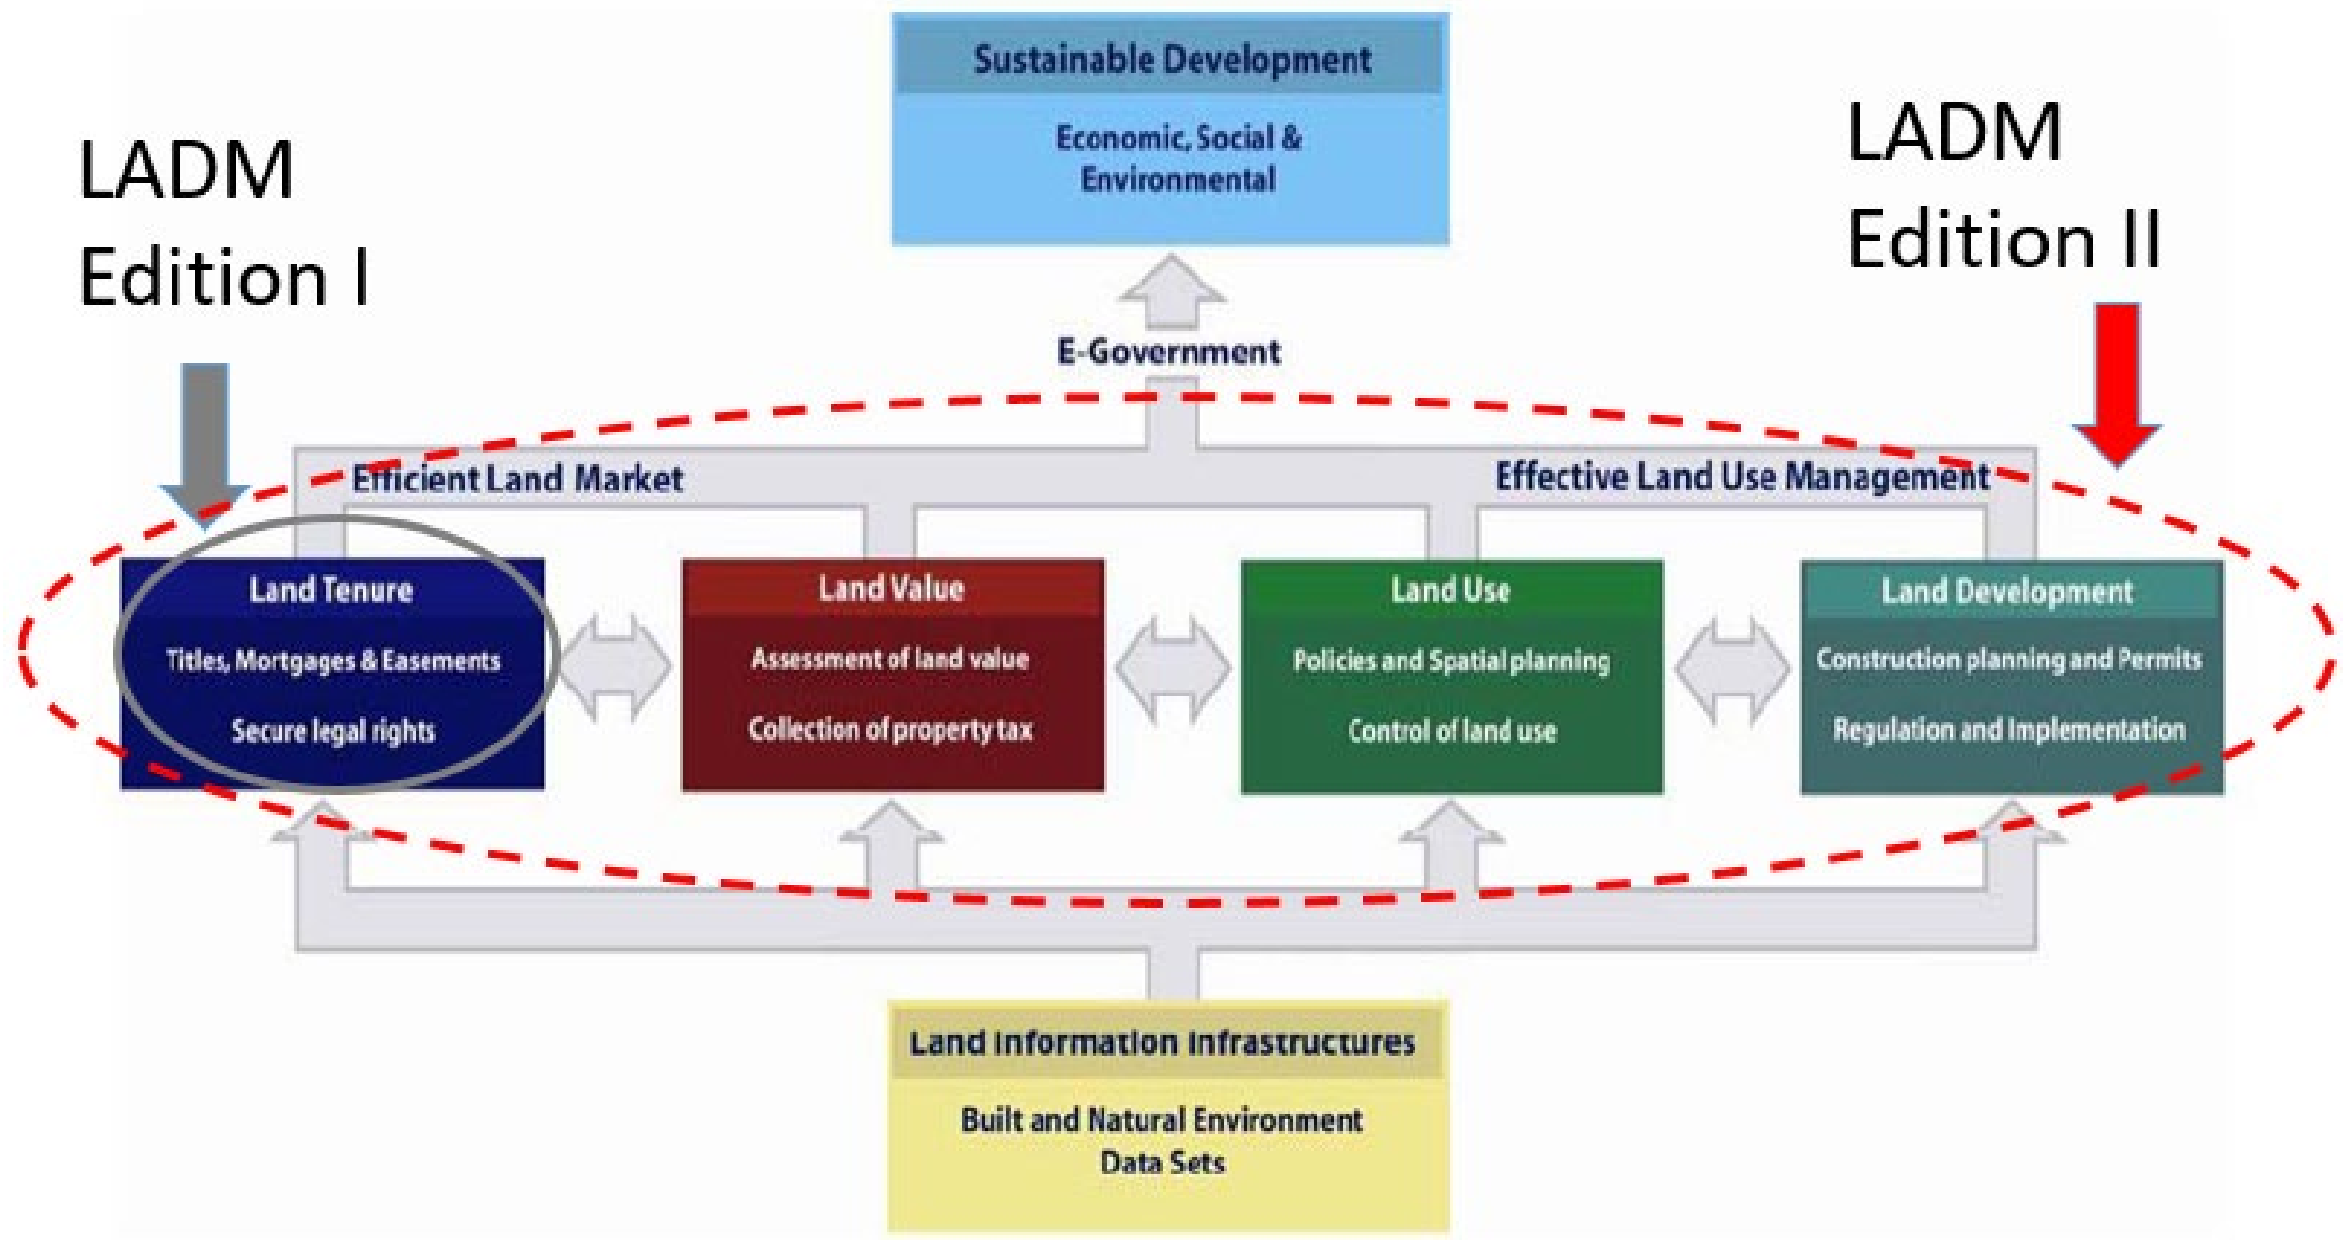 Sustainable Development
Economic, Social &
Environmental
LADM
Edition I
LADM
Edition II
E-Government
Efficient Land Market
Effective Land Use Management
Land Tenure
Titles, Mortgages & Easements
Secure legal rights
Land Value
Assessment of land value
Collection of property tax
Land Use
Policies and Spatial planning
Control of land use
Land Development
Construction planning and Permits
Regulation and Implementation
Land Information Infrastructures
Built and Natural Environment
Data Sets